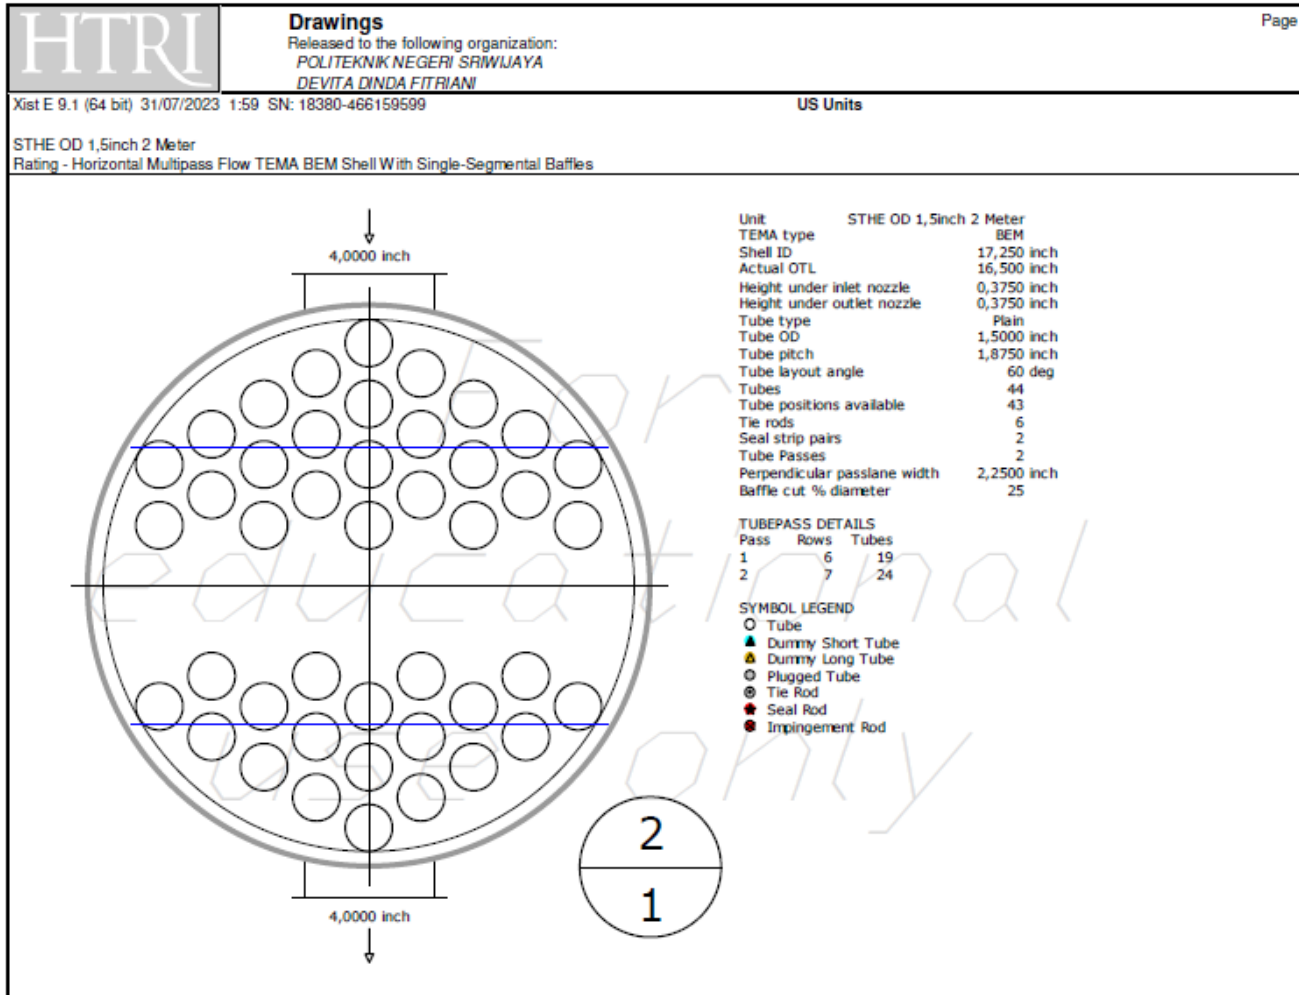 HTRI
Drawings
Page
Released to the following organization:
POLITEKNIK NEGERI SRIWIJAYA
DEVITA DINDA FITRIANI
Xist E 9.1 (64 bit) 31/07/2023 1:59 SN: 18380-466159599
US Units
STHE OD 1,5inch 2 Meter
Rating - Horizontal Multipass Flow TEMA BEM Shell With Single-Segmental Baffles
4,0000 inch
4,0000 inch
Unit STHE OD 1,5inch 2 Meter
TEMA type BEM
Shell ID 17,250 inch
Actual OTL 16,500 inch
Height under inlet nozzle 0,3750 inch
Height under outlet nozzle 0,3750 inch
Tube type Plain
Tube OD 1,5000 inch
Tube pitch 1,8750 inch
Tube layout angle 60 deg
Tubes 44
Tube positions available 43
Tie rods 6
Seal strip pairs 2
Tube Passes 2
Perpendicular passlane width 2,2500 inch
Baffle cut % diameter 25
TUBEPASS DETAILS
Pass Rows Tubes
1 6 19
2 7 24
SYMBOL LEGEND
Tube
Dummy Short Tube
Dummy Long Tube
Plugged Tube
Tie Rod
Seal Rod
Impingement Rod
2
1
For
educational
use only